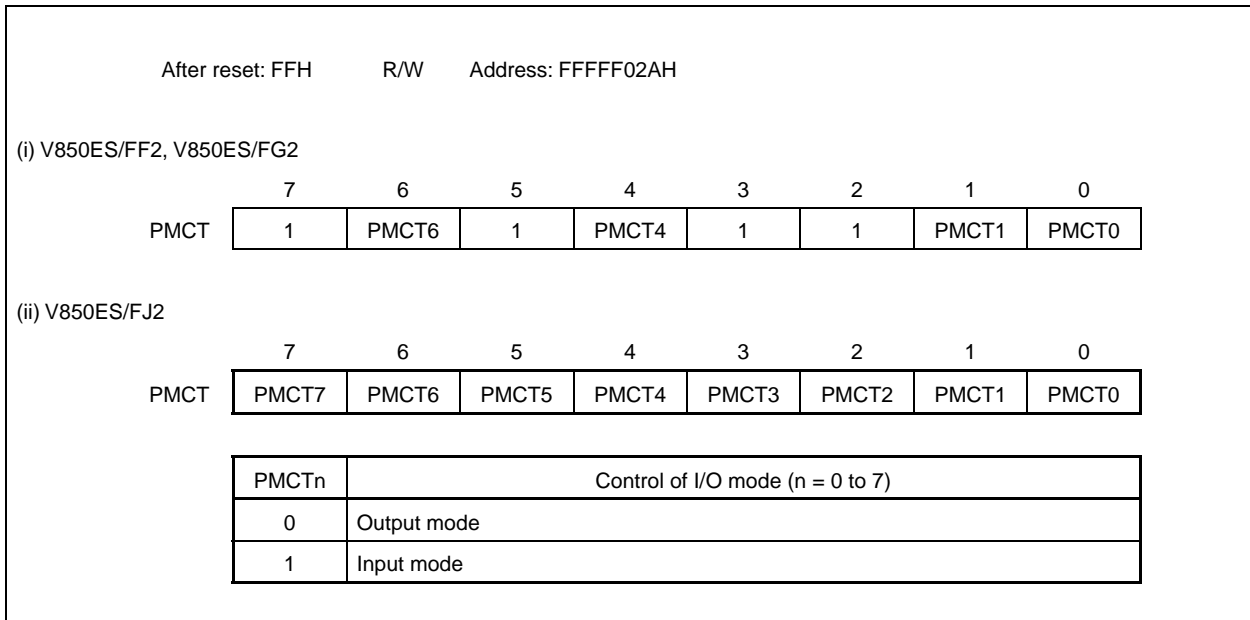 After reset: FFH R/W Address: FFFFF02AH
(i) V850ES/FF2, V850ES/FG2
7 6 5 4 3 2 1 0
PMCT 1 PMCT6 1 PMCT4 1 1 PMCT1 PMCT0
(ii) V850ES/FJ2
7 6 5 4 3 2 1 0
PMCT PMCT7 PMCT6 PMCT5 PMCT4 PMCT3 PMCT2 PMCT1 PMCT0
PMCTn Control of I/O mode (n = 0 to 7)
0 Output mode
1 Input mode